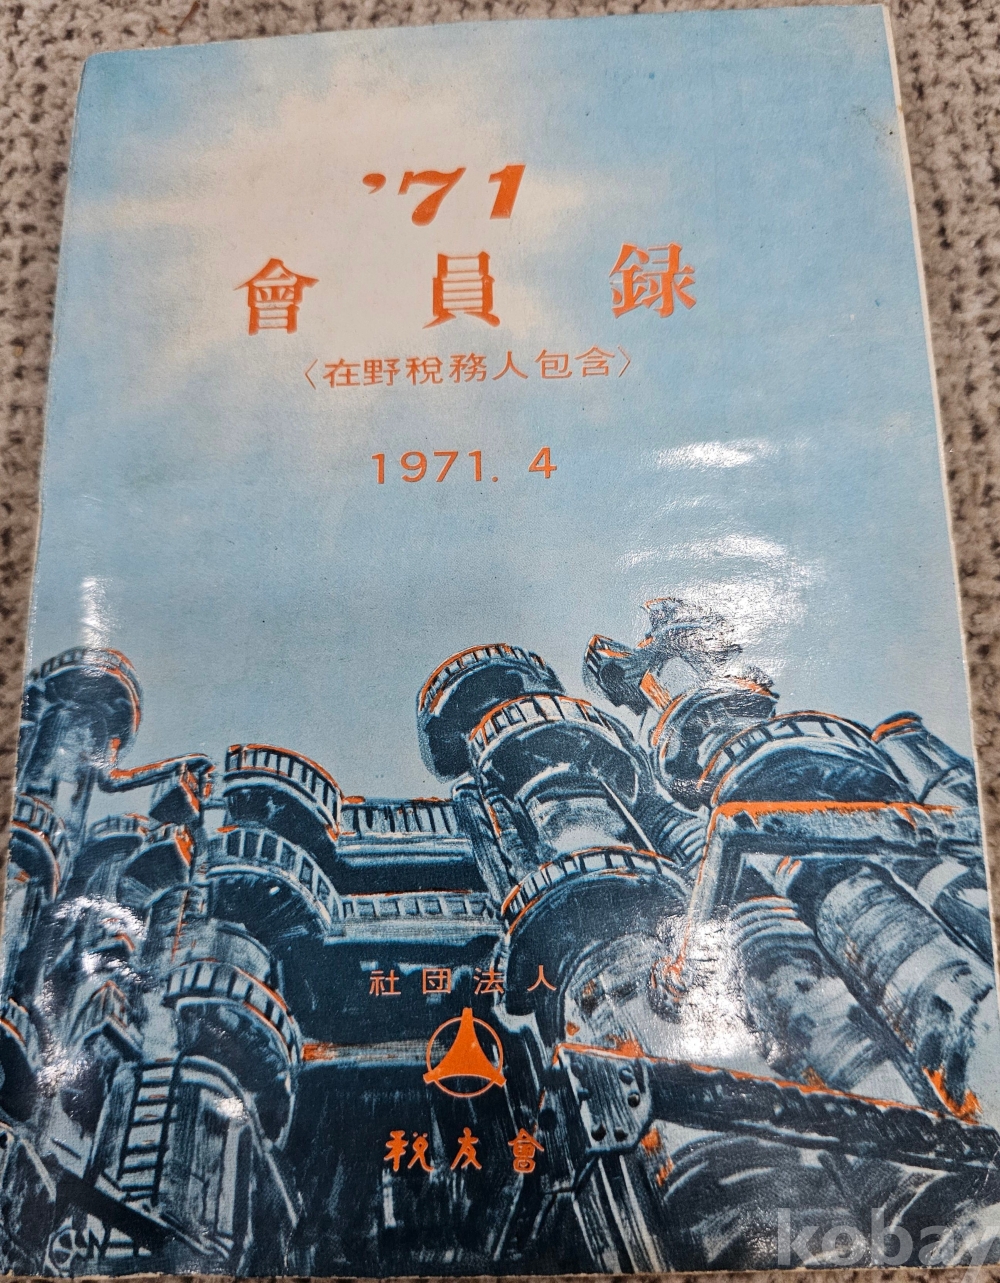 '71
會員録
〈在野稅務人包含〉
1971. 4
社団法人
税友會
kobay